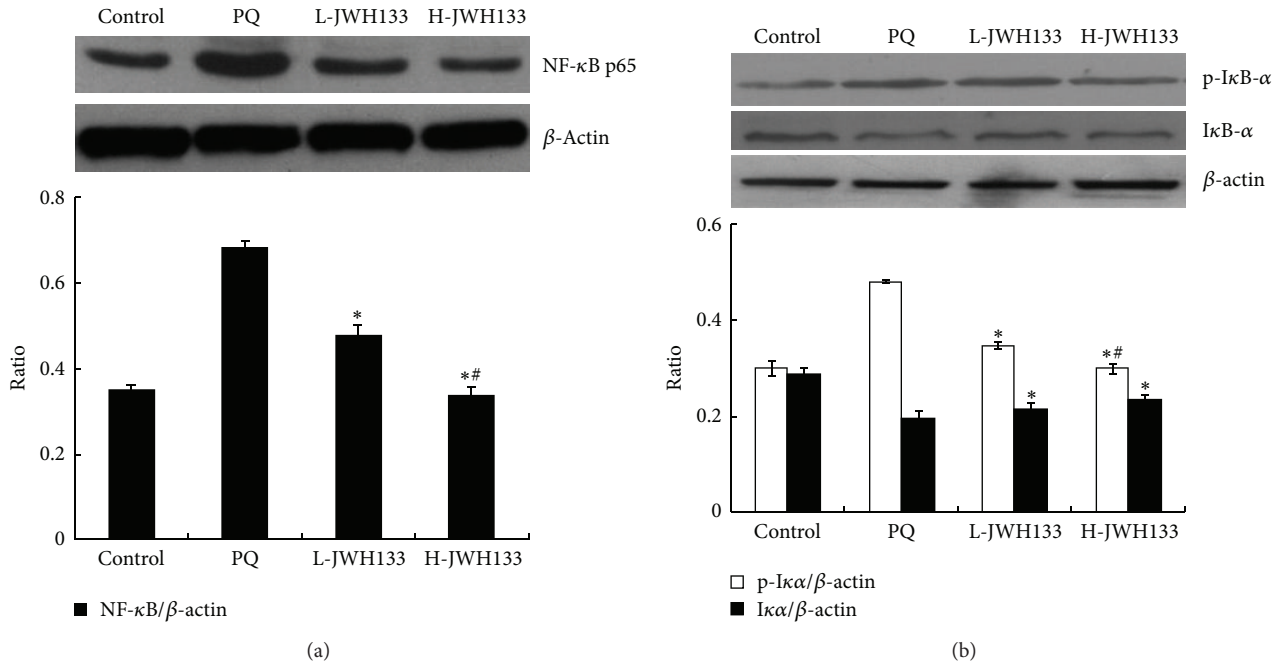 Control PQ L-JWH133 H-JWH133
NF-κB p65
β-Actin
0.8
0.6
0.4
0.2
0
Ratio
*
*#
Control PQ L-JWH133 H-JWH133
NF-κB/β-actin
(a)
Control PQ L-JWH133 H-JWH133
p-IκB-α
IκB-α
β-actin
0.6
0.4
0.2
0
Ratio
*
*
*#
*
Control PQ L-JWH133 H-JWH133
p-Iκα/β-actin
Iκα/β-actin
(b)